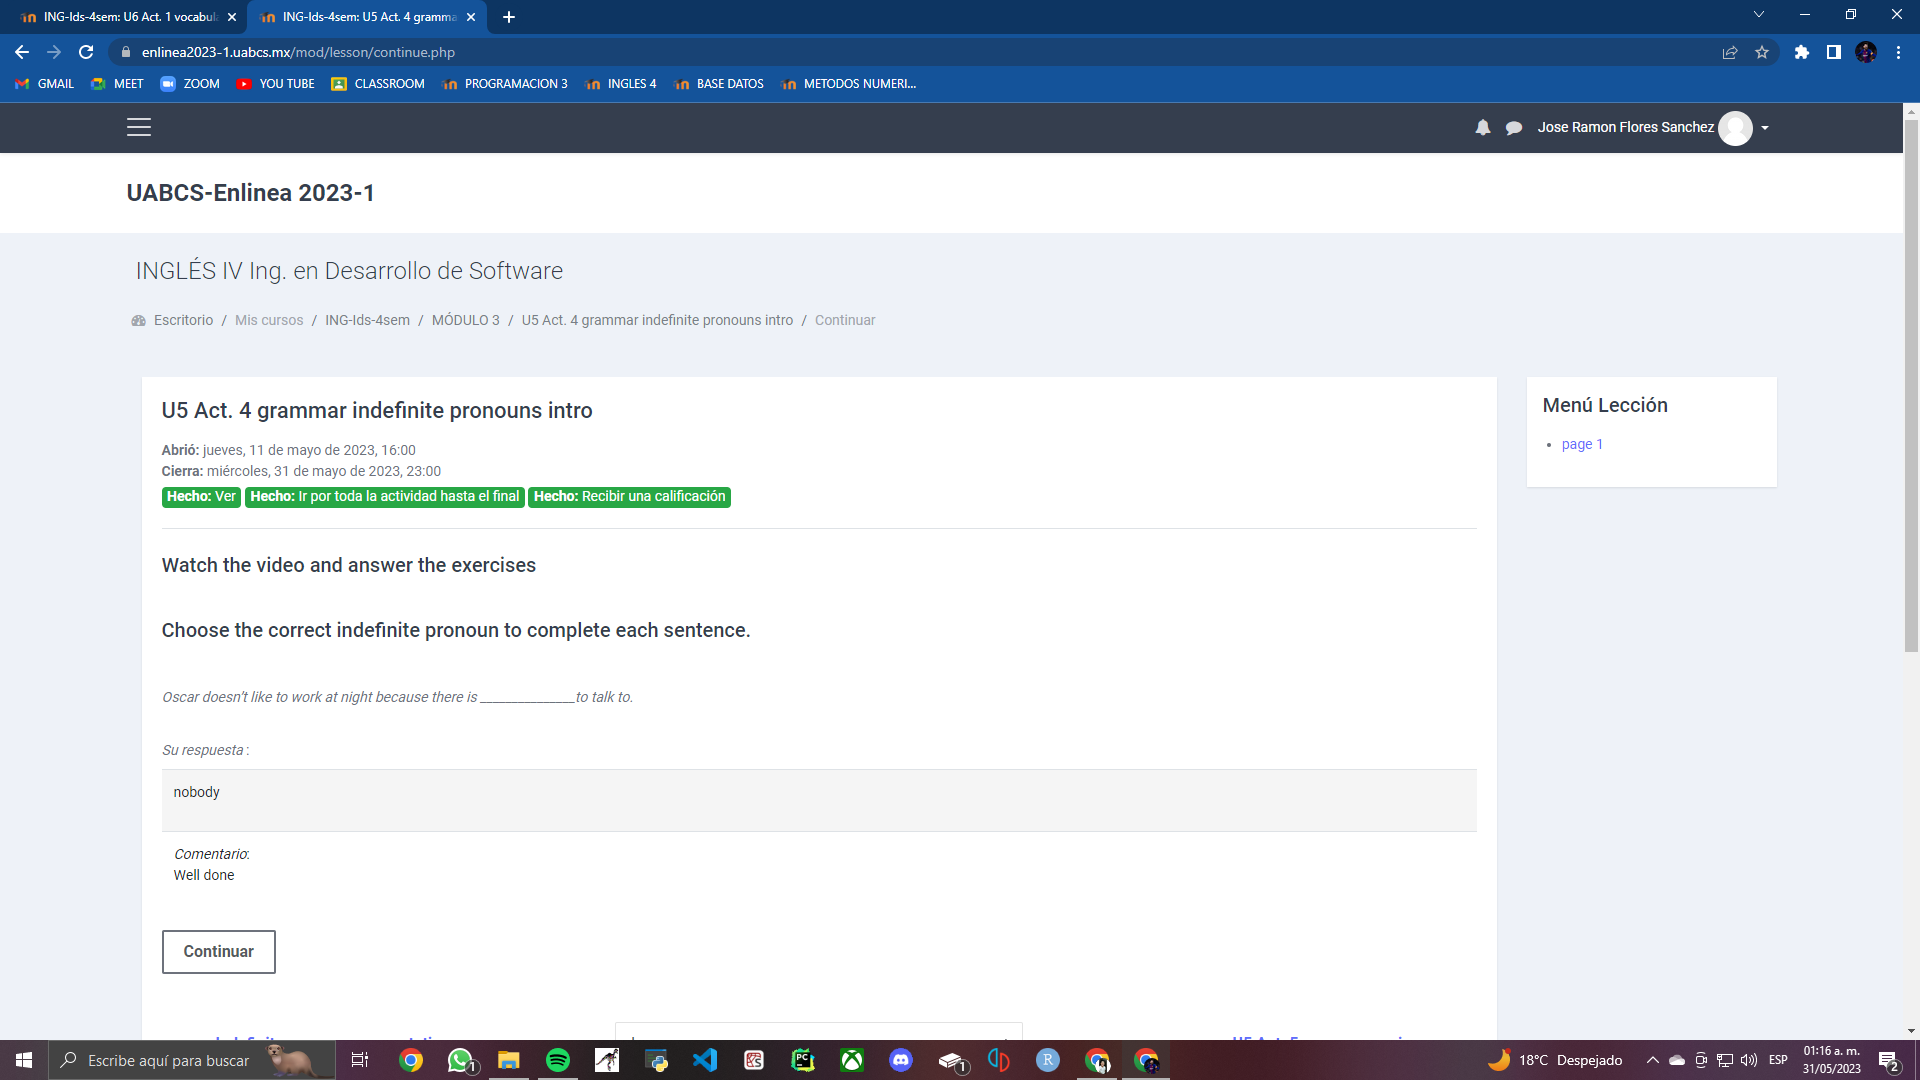 ING-Ids-4sem: U6 Act. 1 vocabul
ING-Ids-4sem: U5 Act. 4 gramma
enlinea2023-1.uabcs.mx/mod/lesson/continue.php
GMAIL
MEET
ZOOM
YOU TUBE
CLASSROOM
PROGRAMACION 3
INGLES 4
BASE DATOS
METODOS NUMERI...
Jose Ramon Flores Sanchez
UABCS-Enlinea 2023-1
INGLÉS IV Ing. en Desarrollo de Software
Escritorio / Mis cursos / ING-Ids-4sem / MÓDULO 3 / U5 Act. 4 grammar indefinite pronouns intro / Continuar
U5 Act. 4 grammar indefinite pronouns intro
Abrió: jueves, 11 de mayo de 2023, 16:00
Cierra: miércoles, 31 de mayo de 2023, 23:00
Hecho: Ver Hecho: Ir por toda la actividad hasta el final Hecho: Recibir una calificación
Menú Lección
page 1
Watch the video and answer the exercises
Choose the correct indefinite pronoun to complete each sentence.
Oscar doesn't like to work at night because there is ______________to talk to.
Su respuesta :
nobody
Comentario:
Well done
Continuar
Escribe aquí para buscar
1
PC
R
1
18°C Despejado
ESP
01:16 a. m.
31/05/2023
2